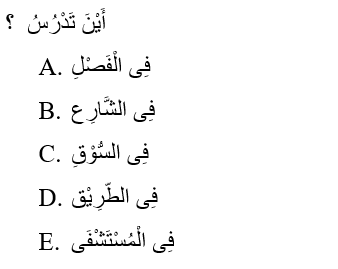 أَيْنَ تَدْرُسُ ؟
A. فِى الْفَصْلِ
B. فِى الشَّارِع
C. فِى السُّوْقِ
D. فِى الطَّرِيْق
E. فِى الْمُسْتَشْفَى